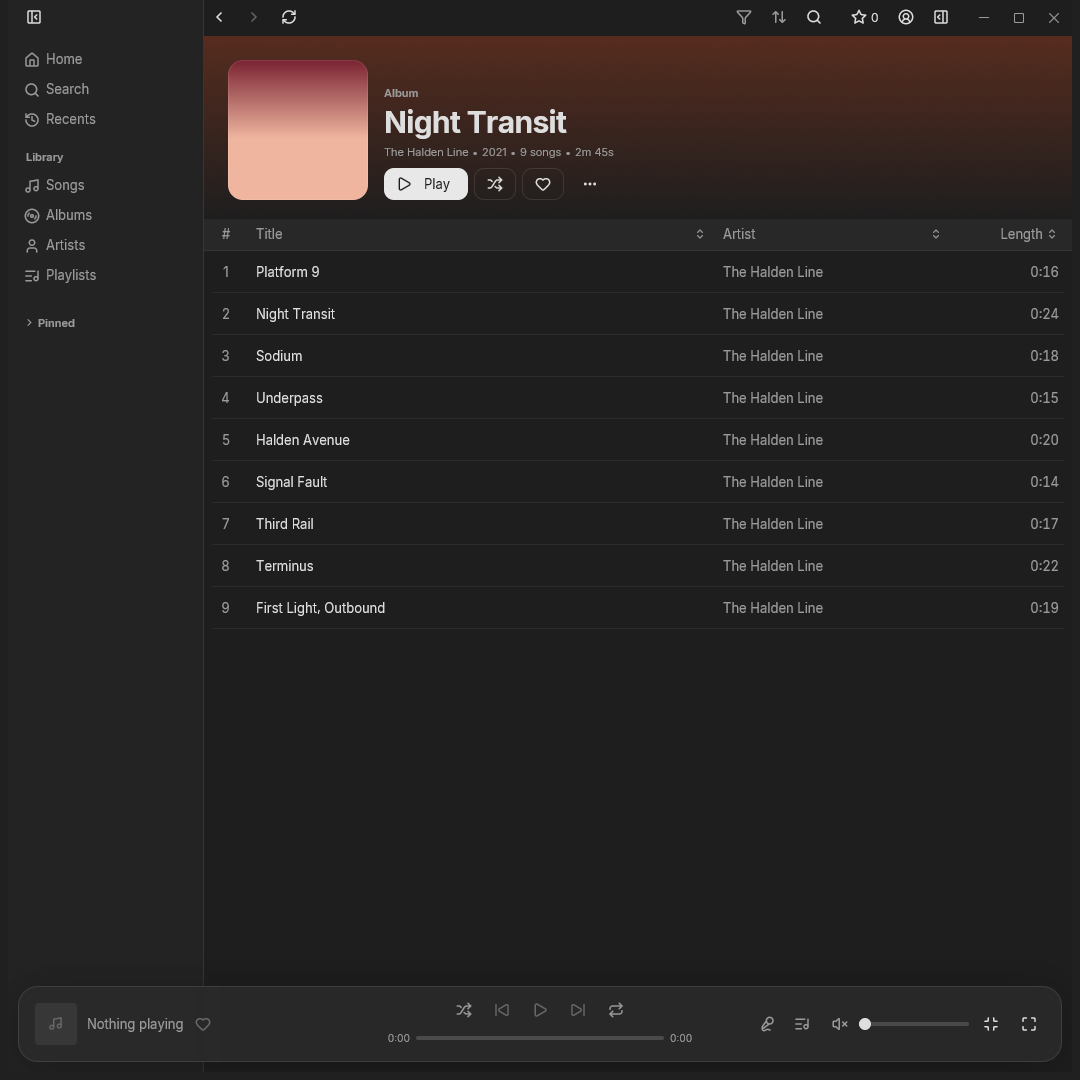 0
Home
Search
Recents
Library
Songs
Albums
Artists
Playlists
Pinned
Album
Night Transit
The Halden Line • 2021 • 9 songs • 2m 45s
Play
# Title Artist Length
1 Platform 9 The Halden Line 0:16
2 Night Transit The Halden Line 0:24
3 Sodium The Halden Line 0:18
4 Underpass The Halden Line 0:15
5 Halden Avenue The Halden Line 0:20
6 Signal Fault The Halden Line 0:14
7 Third Rail The Halden Line 0:17
8 Terminus The Halden Line 0:22
9 First Light, Outbound The Halden Line 0:19
Nothing playing
0:00 0:00